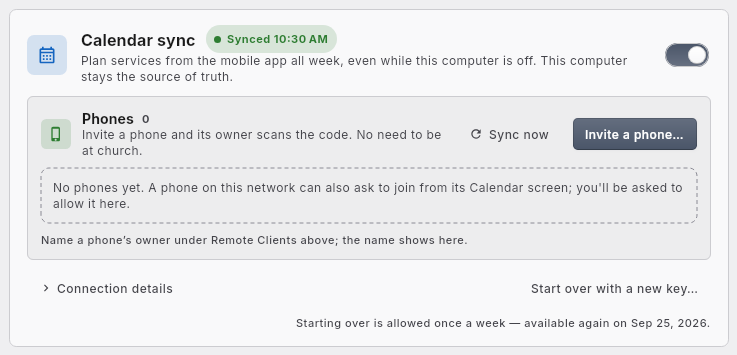 Calendar sync
Synced 10:30 AM
Plan services from the mobile app all week, even while this computer is off. This computer
stays the source of truth.
Phones 0
Invite a phone and its owner scans the code. No need to be
at church.
Sync now
Invite a phone...
No phones yet. A phone on this network can also ask to join from its Calendar screen; you'll be asked to
allow it here.
Name a phone's owner under Remote Clients above; the name shows here.
Connection details
Start over with a new key...
Starting over is allowed once a week — available again on Sep 25, 2026.